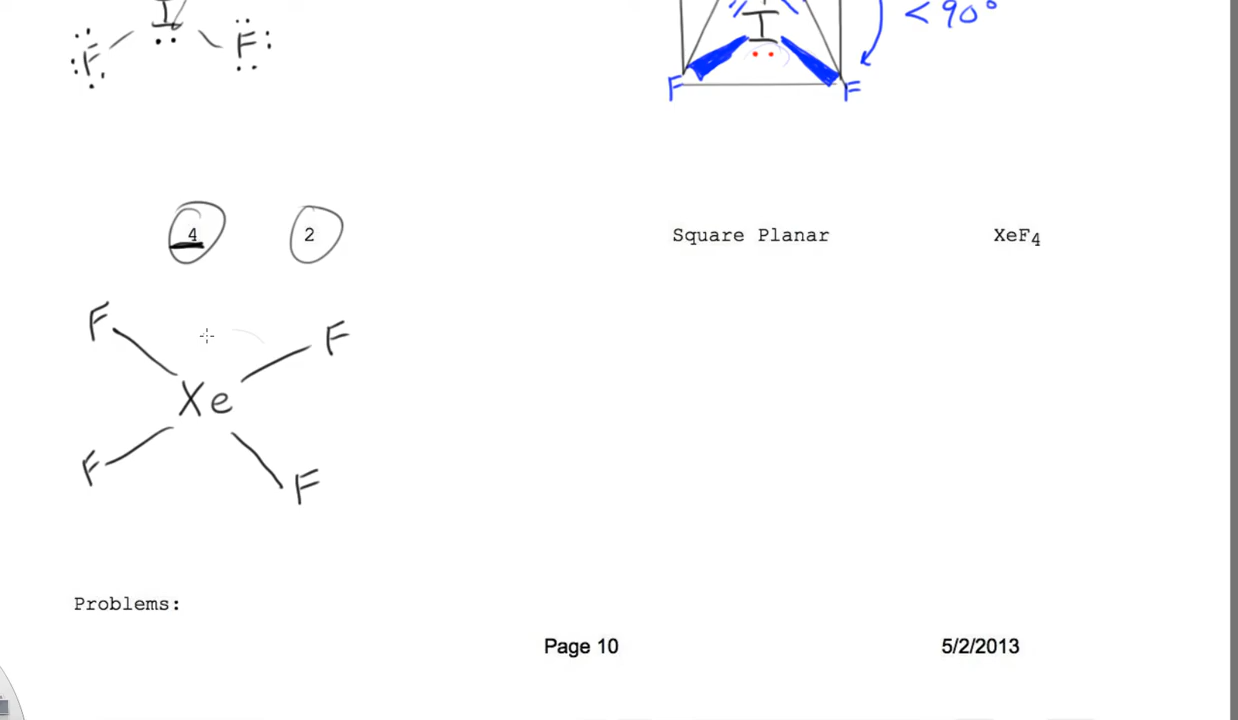 I
F F
I < 90°
F F
4 2 Square Planar XeF4
F F
Xe
F F
Problems:
Page 10 5/2/2013